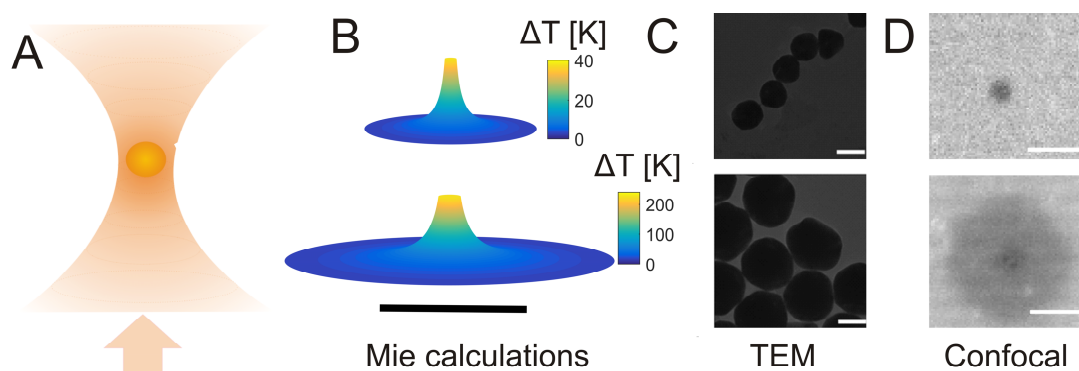 A
B
ΔT [K]
40
20
0
ΔT [K]
200
100
0
Mie calculations
C
TEM
D
Confocal